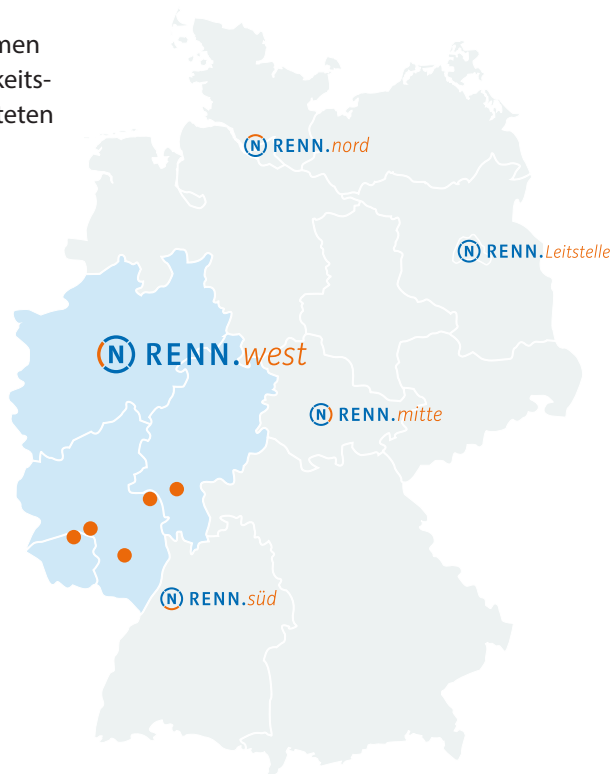 men
keits-
teten
N RENN.nord
N RENN.Leitstelle
N RENN.west
N RENN.mitte
N RENN.süd